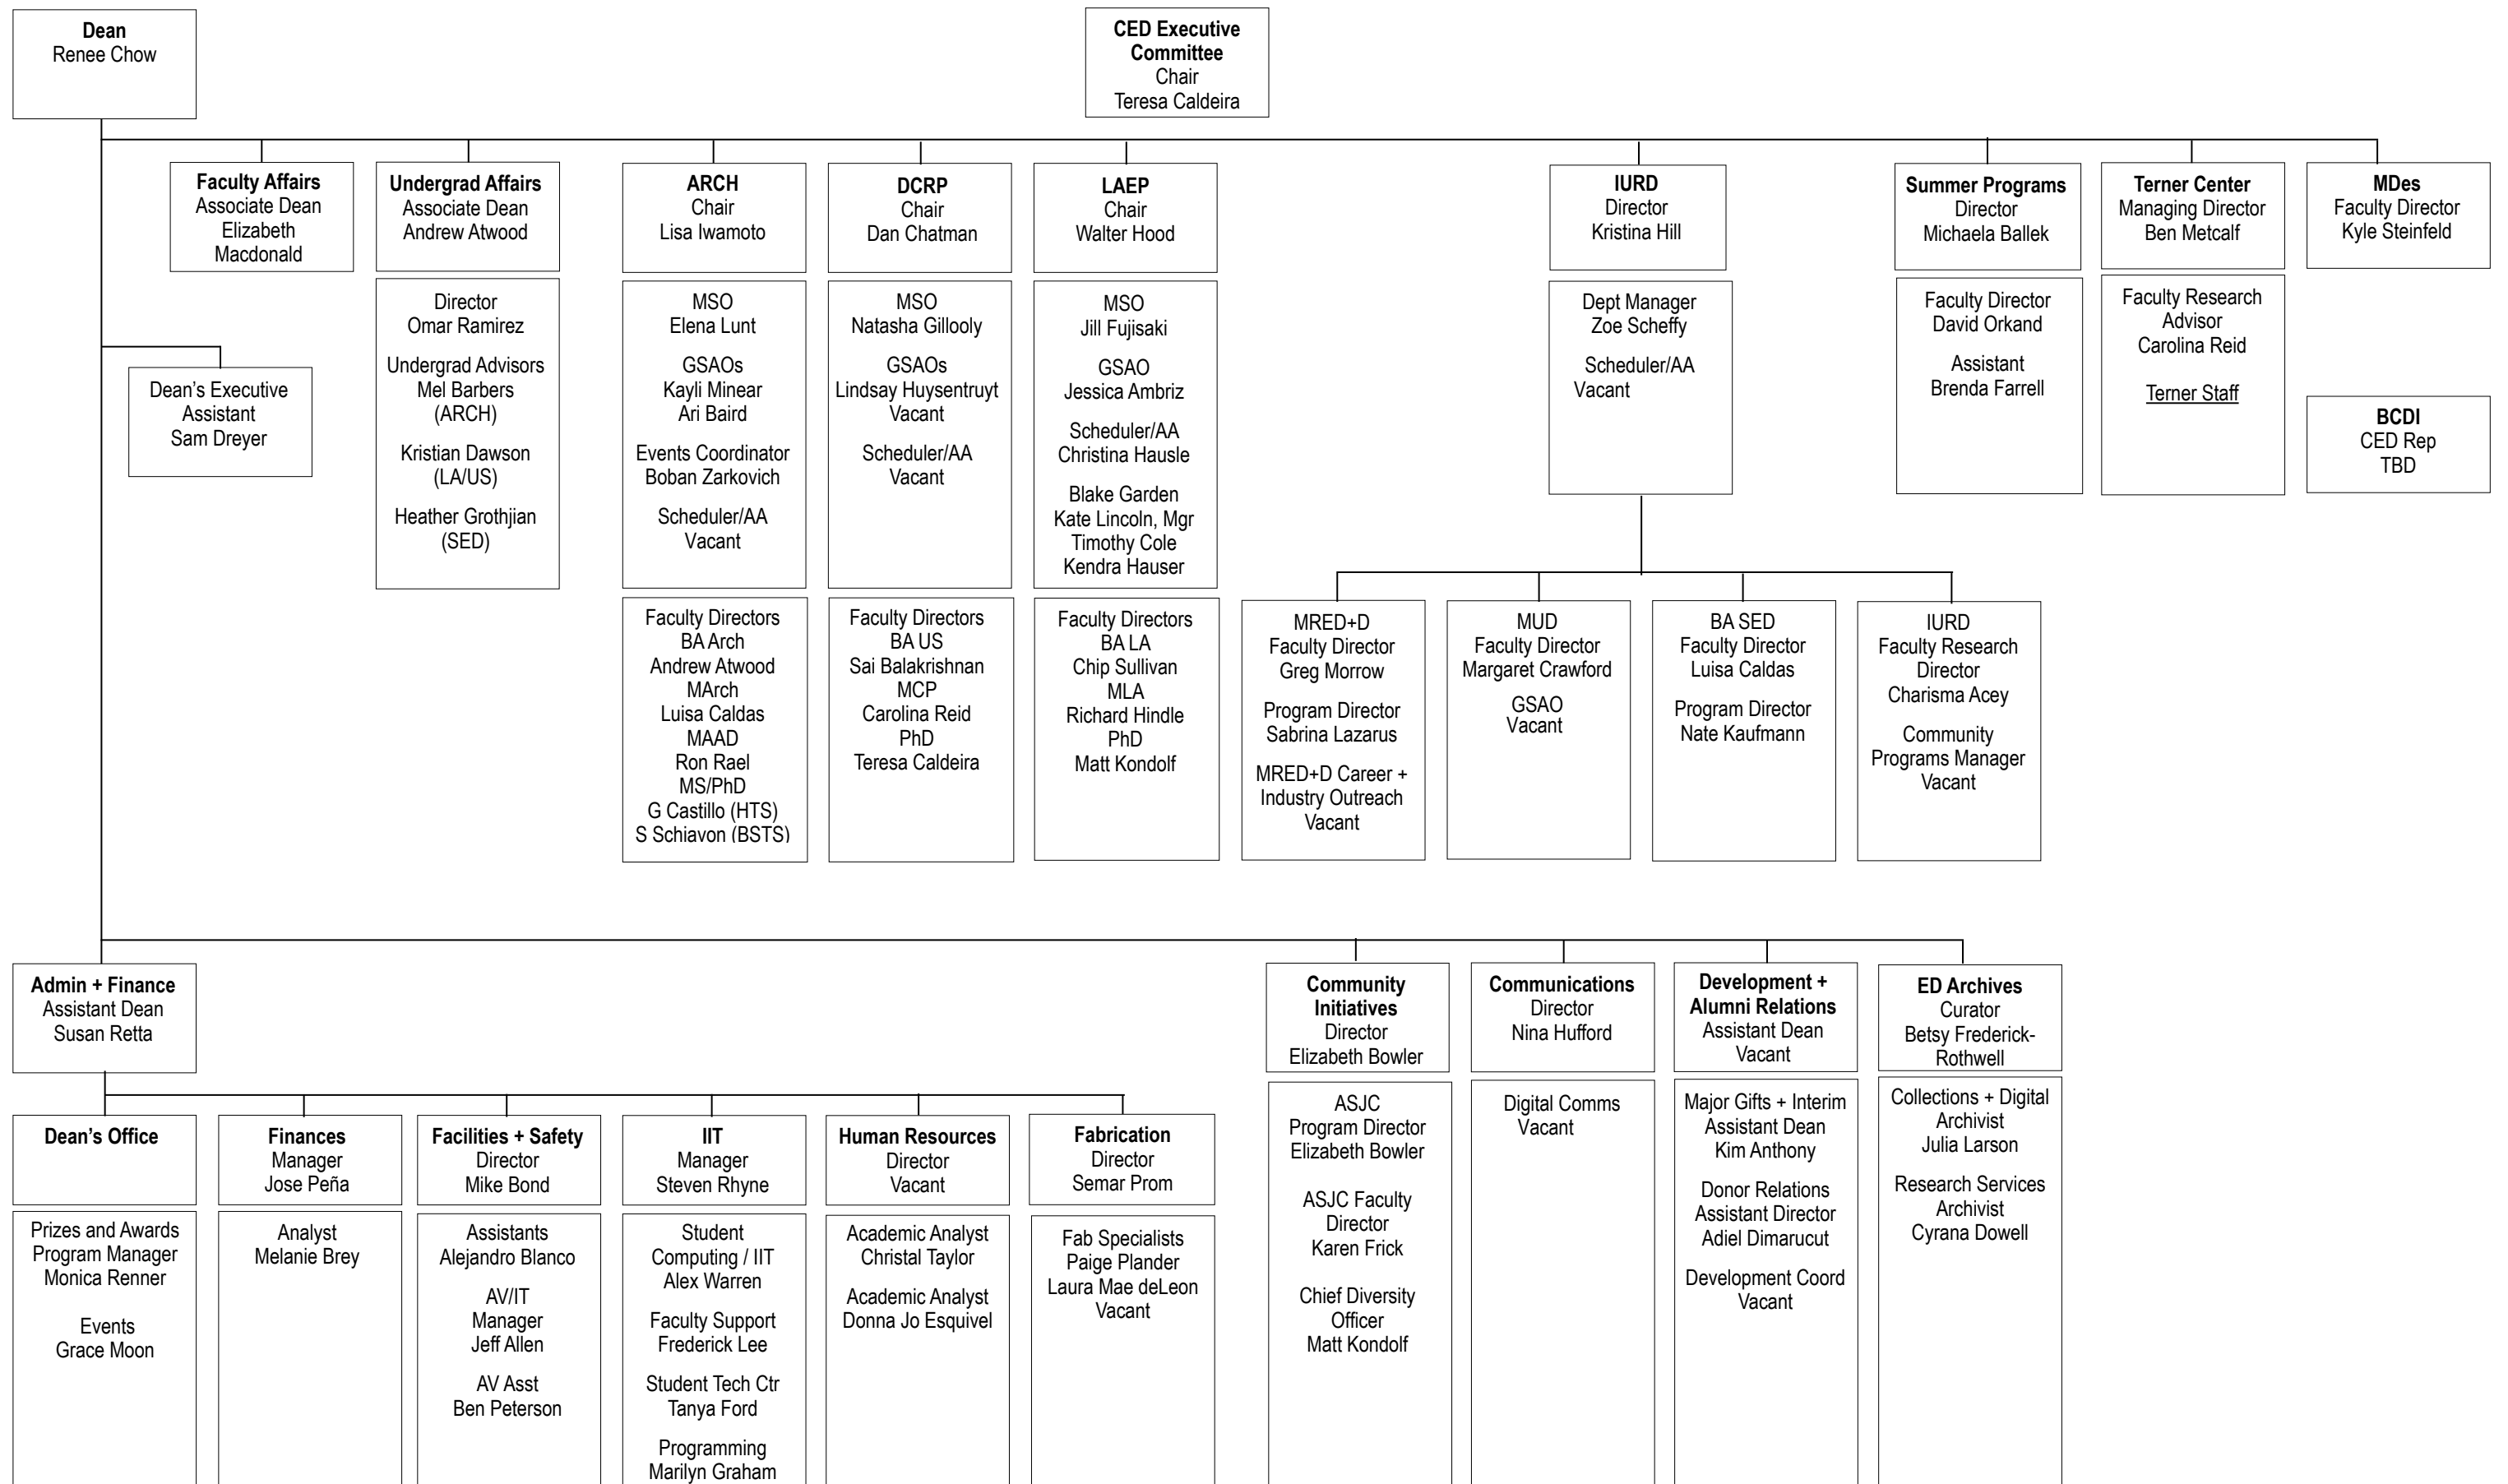 Dean
Renee Chow
CED Executive
Committee
Chair
Teresa Caldeira
Faculty Affairs
Associate Dean
Elizabeth
Macdonald
Undergrad Affairs
Associate Dean
Andrew Atwood
Director
Omar Ramirez
Undergrad Advisors
Mel Barbers
(ARCH)
Kristian Dawson
(LA/US)
Heather Grothjian
(SED)
Dean’s Executive
Assistant
Sam Dreyer
ARCH
Chair
Lisa Iwamoto
MSO
Elena Lunt
GSAOs
Kayli Minear
Ari Baird
Events Coordinator
Boban Zarkovich
Scheduler/AA
Vacant
Faculty Directors
BA Arch
Andrew Atwood
MArch
Luisa Caldas
MAAD
Ron Rael
MS/PhD
G Castillo (HTS)
S Schiavon (BSTS)
DCRP
Chair
Dan Chatman
MSO
Natasha Gillooly
GSAOs
Lindsay Huysentruyt
Vacant
Scheduler/AA
Vacant
Faculty Directors
BA US
Sai Balakrishnan
MCP
Carolina Reid
PhD
Teresa Caldeira
LAEP
Chair
Walter Hood
MSO
Jill Fujisaki
GSAO
Jessica Ambriz
Scheduler/AA
Christina Hausle
Blake Garden
Kate Lincoln, Mgr
Timothy Cole
Kendra Hauser
Faculty Directors
BA LA
Chip Sullivan
MLA
Richard Hindle
PhD
Matt Kondolf
IURD
Director
Kristina Hill
Dept Manager
Zoe Scheffy
Scheduler/AA
Vacant
MRED+D
Faculty Director
Greg Morrow
Program Director
Sabrina Lazarus
MRED+D Career +
Industry Outreach
Vacant
MUD
Faculty Director
Margaret Crawford
GSAO
Vacant
BA SED
Faculty Director
Luisa Caldas
Program Director
Nate Kaufmann
IURD
Faculty Research
Director
Charisma Acey
Community
Programs Manager
Vacant
Summer Programs
Director
Michaela Ballek
Faculty Director
David Orkand
Assistant
Brenda Farrell
Terner Center
Managing Director
Ben Metcalf
Faculty Research
Advisor
Carolina Reid
Terner Staff
MDes
Faculty Director
Kyle Steinfeld
BCDI
CED Rep
TBD
Admin + Finance
Assistant Dean
Susan Retta
Dean’s Office
Prizes and Awards
Program Manager
Monica Renner
Events
Grace Moon
Finances
Manager
Jose Peña
Analyst
Melanie Brey
Facilities + Safety
Director
Mike Bond
Assistants
Alejandro Blanco
AV/IT
Manager
Jeff Allen
AV Asst
Ben Peterson
IIT
Manager
Steven Rhyne
Student
Computing / IIT
Alex Warren
Faculty Support
Frederick Lee
Student Tech Ctr
Tanya Ford
Programming
Marilyn Graham
Human Resources
Director
Vacant
Academic Analyst
Christal Taylor
Academic Analyst
Donna Jo Esquivel
Fabrication
Director
Semar Prom
Fab Specialists
Paige Plander
Laura Mae deLeon
Vacant
Community
Initiatives
Director
Elizabeth Bowler
ASJC
Program Director
Elizabeth Bowler
ASJC Faculty
Director
Karen Frick
Chief Diversity
Officer
Matt Kondolf
Communications
Director
Nina Hufford
Digital Comms
Vacant
Development +
Alumni Relations
Assistant Dean
Vacant
Major Gifts + Interim
Assistant Dean
Kim Anthony
Donor Relations
Assistant Director
Adiel Dimarucut
Development Coord
Vacant
ED Archives
Curator
Betsy Frederick-
Rothwell
Collections + Digital
Archivist
Julia Larson
Research Services
Archivist
Cyrana Dowell